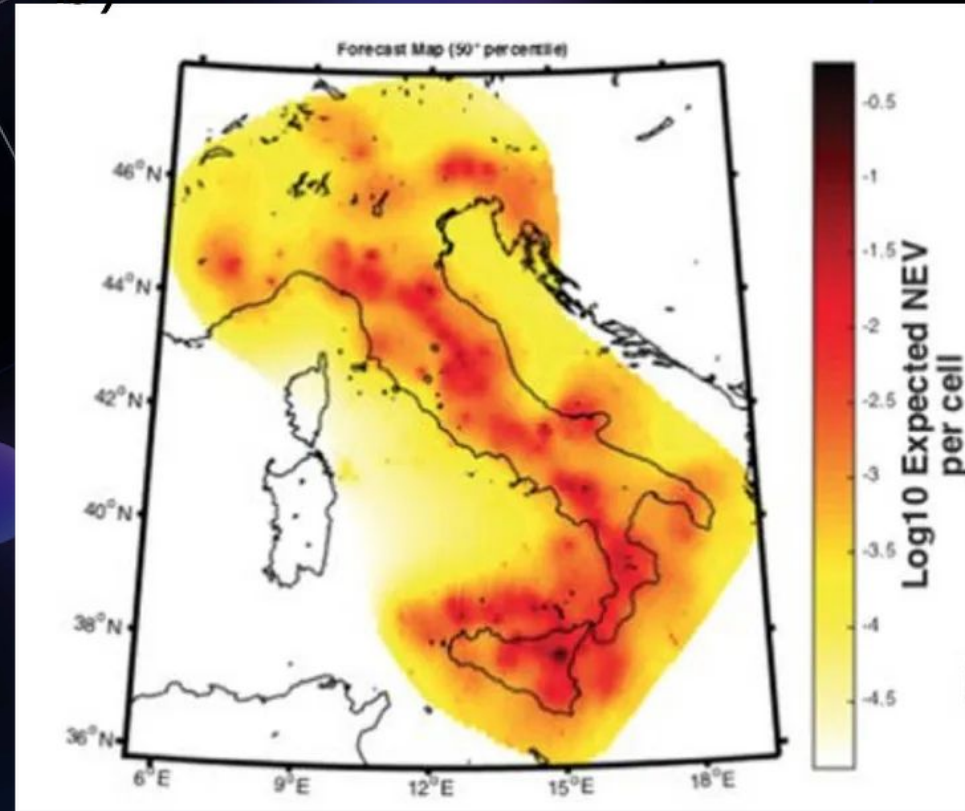 Forecast Map (50° percentile)
46°N
44°N
42°N
40°N
38°N
36°N
6°E
9°E
12°E
15°E
18°E
-0.5
-1
-1.5
-2
-2.5
-3
-3.5
-4
-4.5
Log10 Expected NEV
per cell